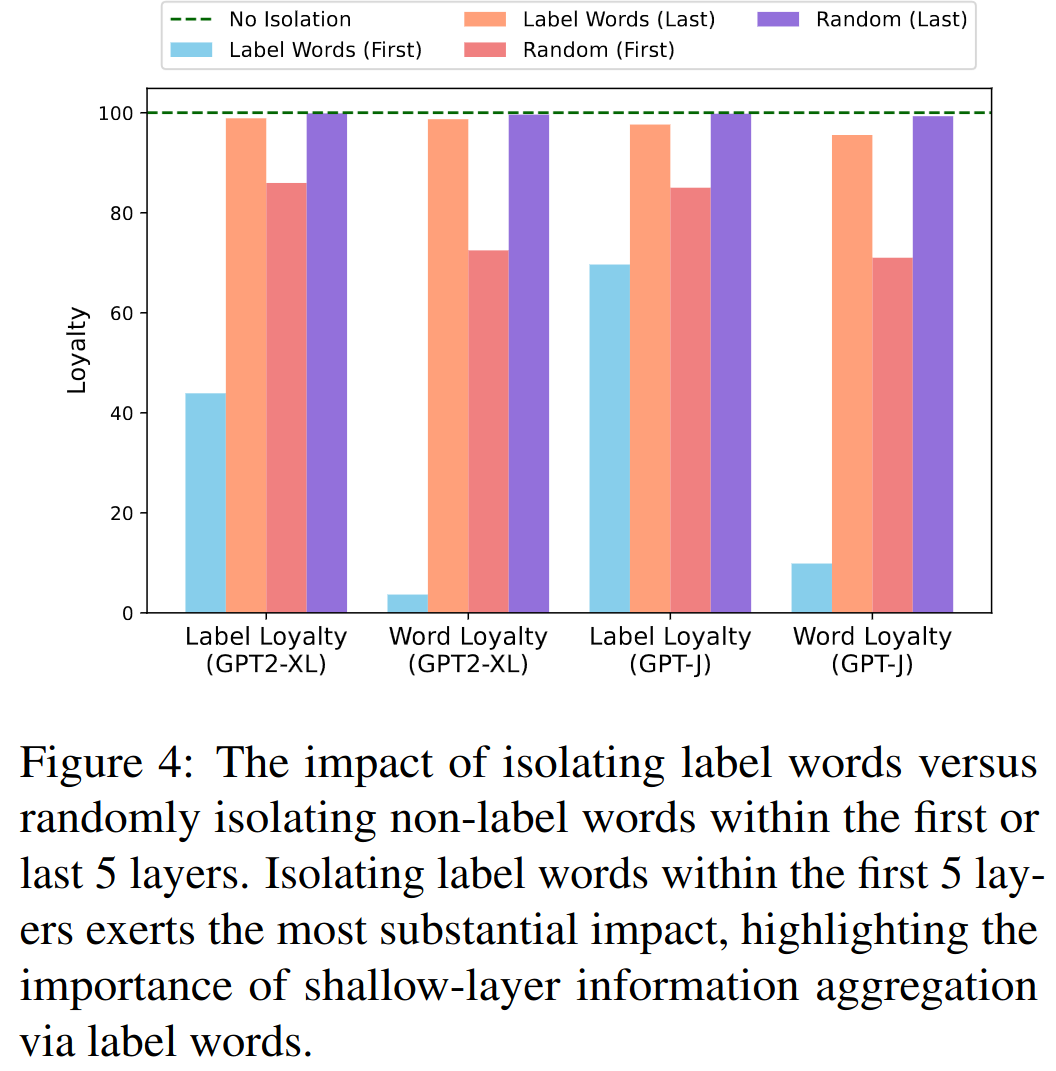 No Isolation
Label Words (First)
Label Words (Last)
Random (First)
Random (Last)
100
80
60
40
20
0
Loyalty
Label Loyalty
(GPT2-XL)
Word Loyalty
(GPT2-XL)
Label Loyalty
(GPT-J)
Word Loyalty
(GPT-J)
Figure 4: The impact of isolating label words versus
randomly isolating non-label words within the first or
last 5 layers. Isolating label words within the first 5 lay-
ers exerts the most substantial impact, highlighting the
importance of shallow-layer information aggregation
via label words.